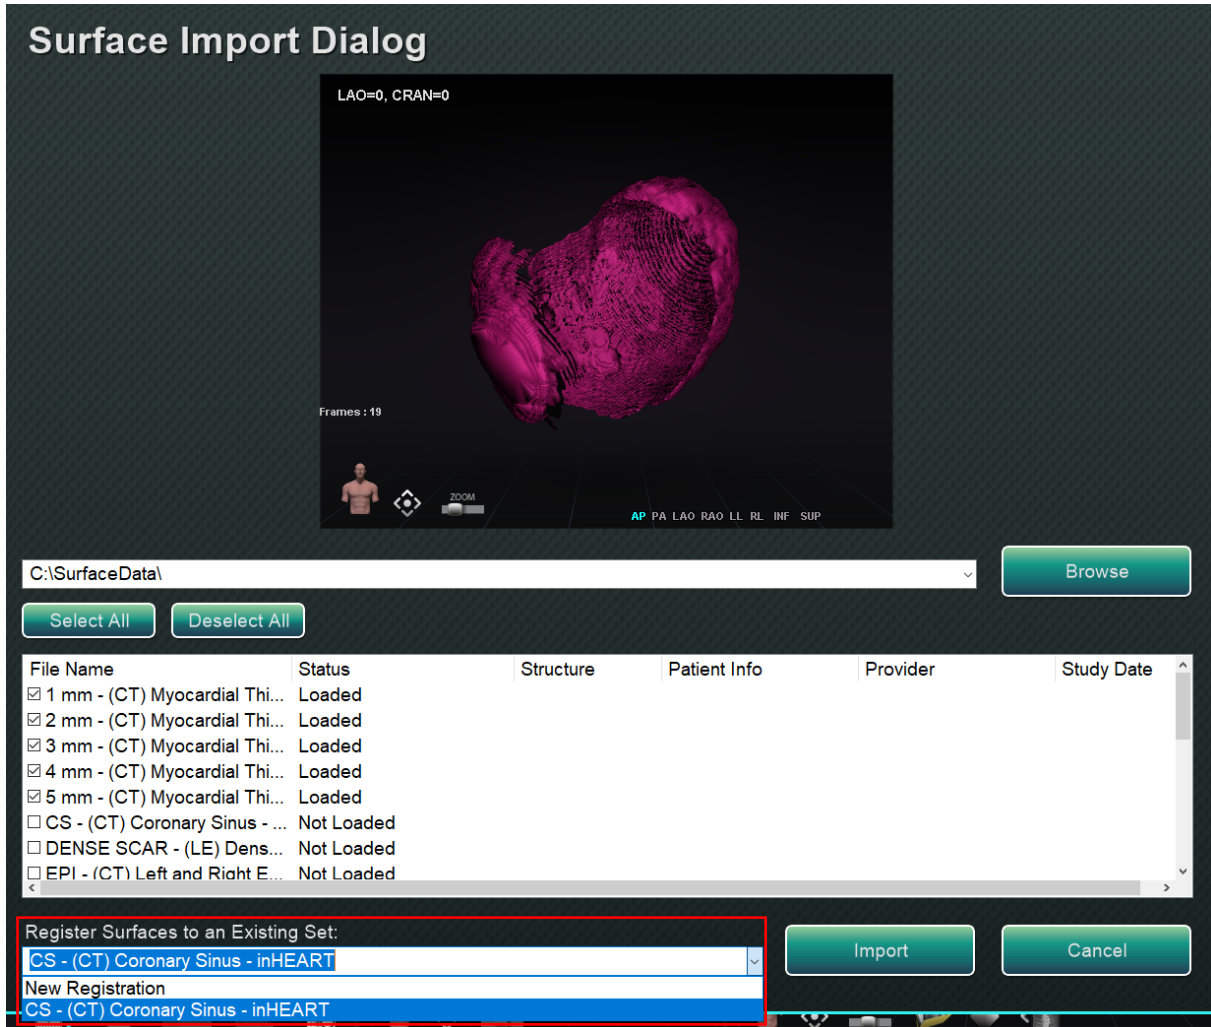 Surface Import Dialog
LAO=0, CRAN=0
Frames : 19
ZOOM
AP PA LAO RAO LL RL INF SUP
C:\SurfaceData\
Browse
Select All Deselect All
File Name Status Structure Patient Info Provider Study Date
1 mm - (CT) Myocardial Thi... Loaded
2 mm - (CT) Myocardial Thi... Loaded
3 mm - (CT) Myocardial Thi... Loaded
4 mm - (CT) Myocardial Thi... Loaded
5 mm - (CT) Myocardial Thi... Loaded
CS - (CT) Coronary Sinus - ... Not Loaded
DENSE SCAR - (LE) Dens... Not Loaded
EPI - (CT) Left and Right E... Not Loaded
Register Surfaces to an Existing Set:
CS - (CT) Coronary Sinus - inHEART
Import Cancel
New Registration
CS - (CT) Coronary Sinus - inHEART